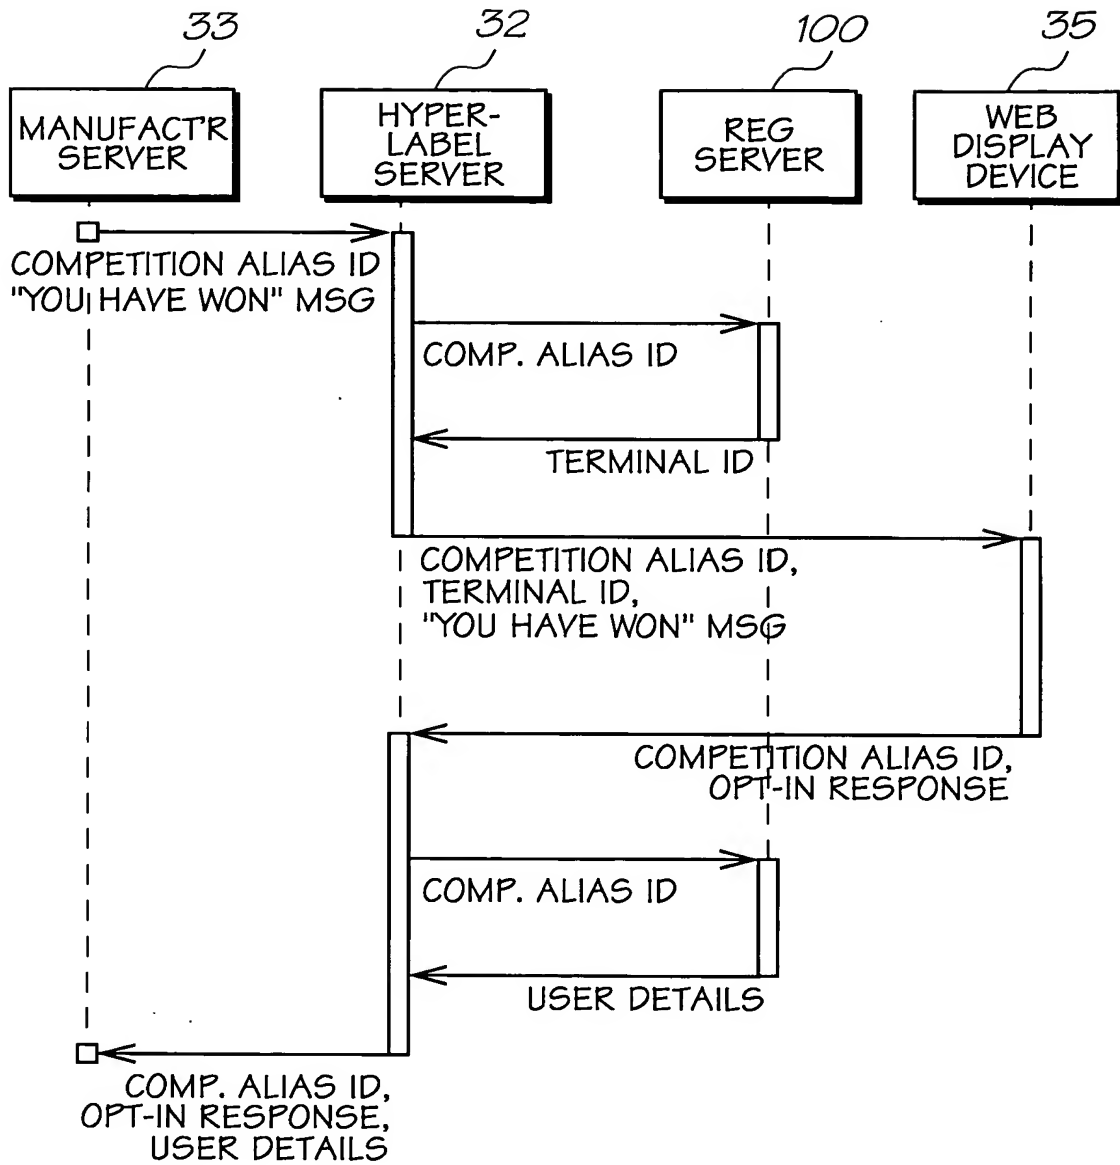 33
32
100
35
MANUFACT'R
SERVER
HYPER-
LABEL
SERVER
REG
SERVER
WEB
DISPLAY
DEVICE
COMPETITION ALIAS ID
"YOU HAVE WON" MSG
COMP. ALIAS ID
TERMINAL ID
COMPETITION ALIAS ID,
TERMINAL ID,
"YOU HAVE WON" MSG
COMPETITION ALIAS ID,
OPT-IN RESPONSE
COMP. ALIAS ID
USER DETAILS
COMP. ALIAS ID,
OPT-IN RESPONSE,
USER DETAILS